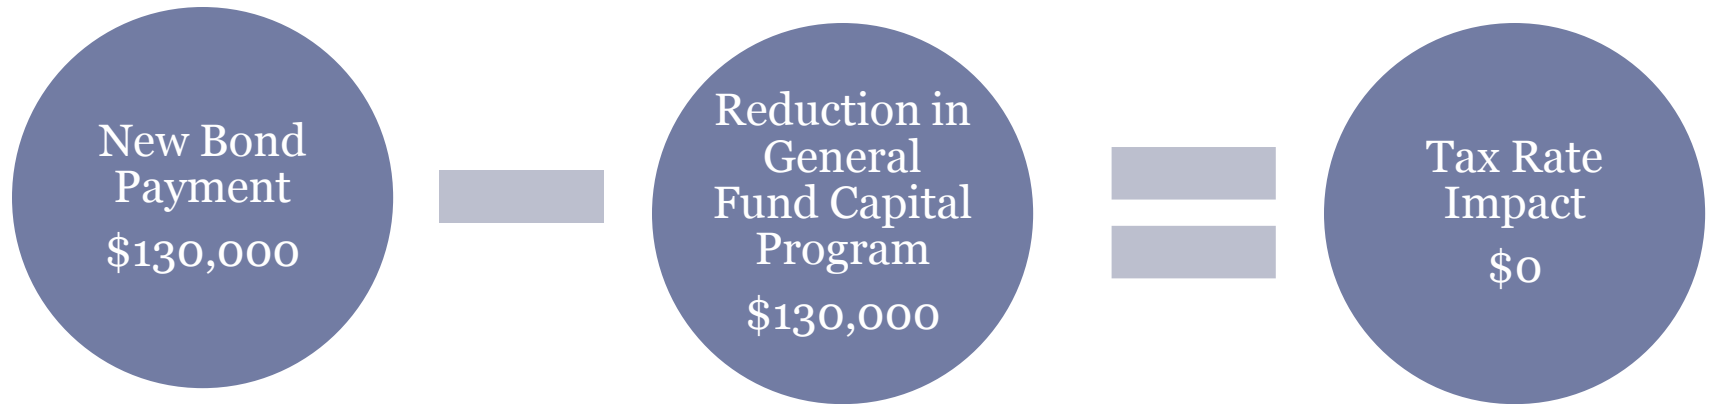 New Bond
Payment
$130,000
Reduction in
General
Fund Capital
Program
$130,000
Tax Rate
Impact
$0